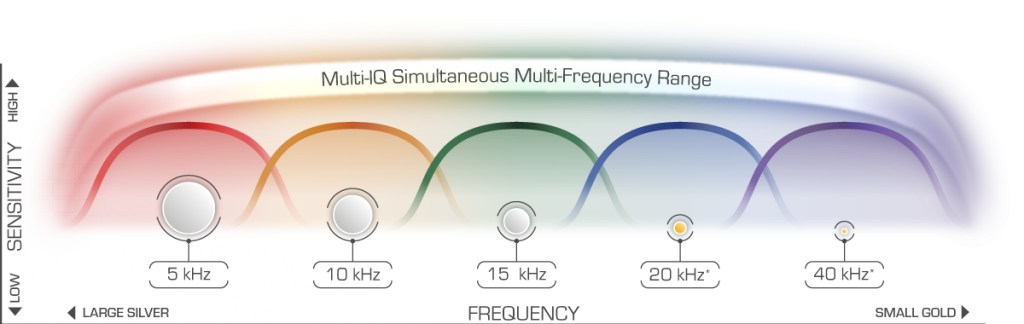 Multi-IQ Simultaneous Multi-Frequency Range
HIGH
SENSITIVITY
LOW
5 kHz
10 kHz
15 kHz
20 kHz*
40 kHz*
LARGE SILVER
FREQUENCY
SMALL GOLD